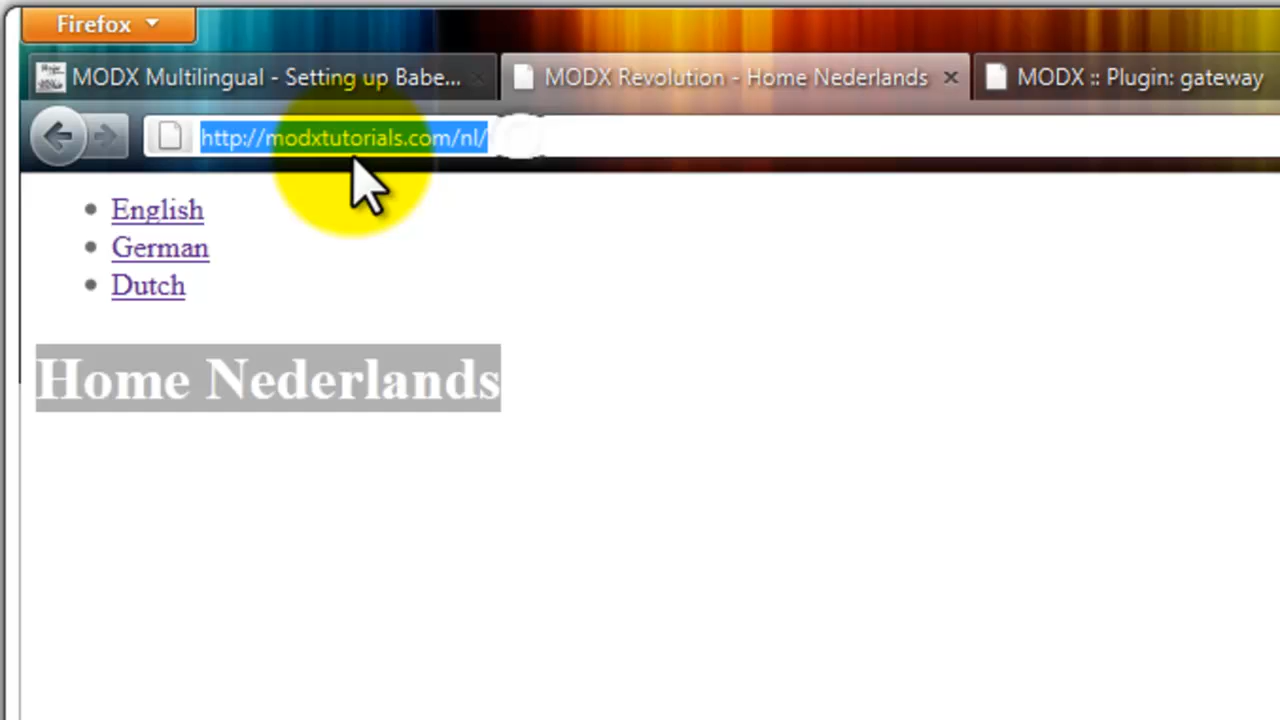 Firefox
MODX Multilingual - Setting up Babe...
MODX Revolution - Home Nederlands
MODX :: Plugin: gateway
http://modxtutorials.com/nl/
English
German
Dutch
Home Nederlands